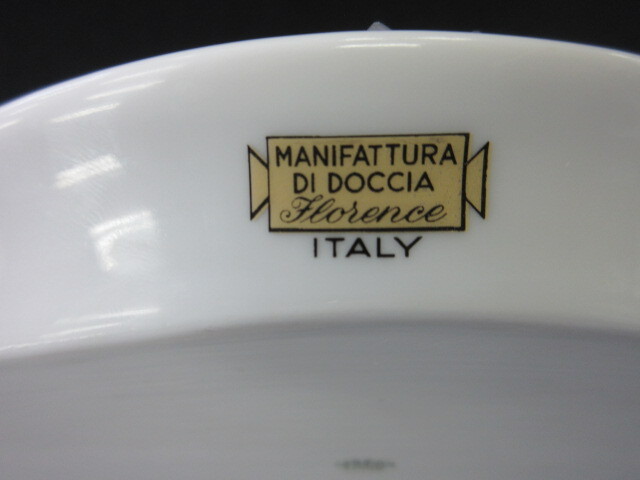 MANIFATTURA
DI DOCCIA
Florence
ITALY